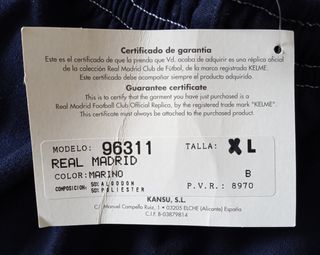 Certificado de garantia
Este es el certificado de que la prenda que Vd. acaba de adquirir es una réplica oficial
de la colección Real Madrid Club de Fútbol, de la marca registrada KELME.
Este certificado debe acompañar siempre el producto adquirido.
Guarantee certificate
This is to certify that the garment you have just purchased is a
Real Madrid Football Club Official Replica, by the registered trade mark "KELME".
This certificate must always be attached to the purchased product.
MODELO: 96311 TALLA: XL
REAL MADRID
COLOR: MARINO B
COMPOSICION: 50% ALGODON
50% POLIESTER P.V.R.: 8970
KANSU, S.L.
C/. Manuel Campello Ruiz, 1 • 03205 ELCHE (Alicante) España
C.I.F. B-03879814